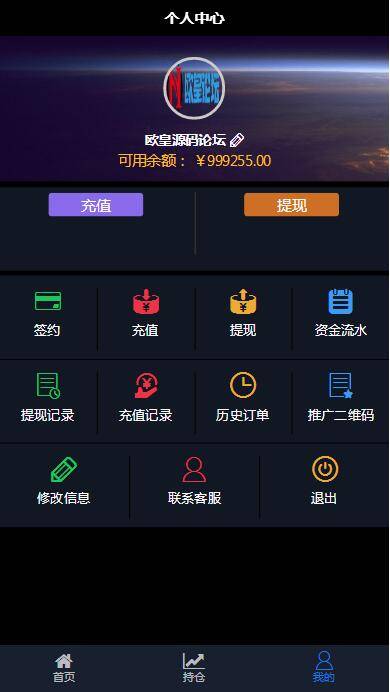 个人中心
欧皇论坛
欧皇源码论坛
可用余额：￥999255.00
充值 提现
签约 充值 提现 资金流水
提现记录 充值记录 历史订单 推广二维码
修改信息 联系客服 退出
首页 持仓 我的